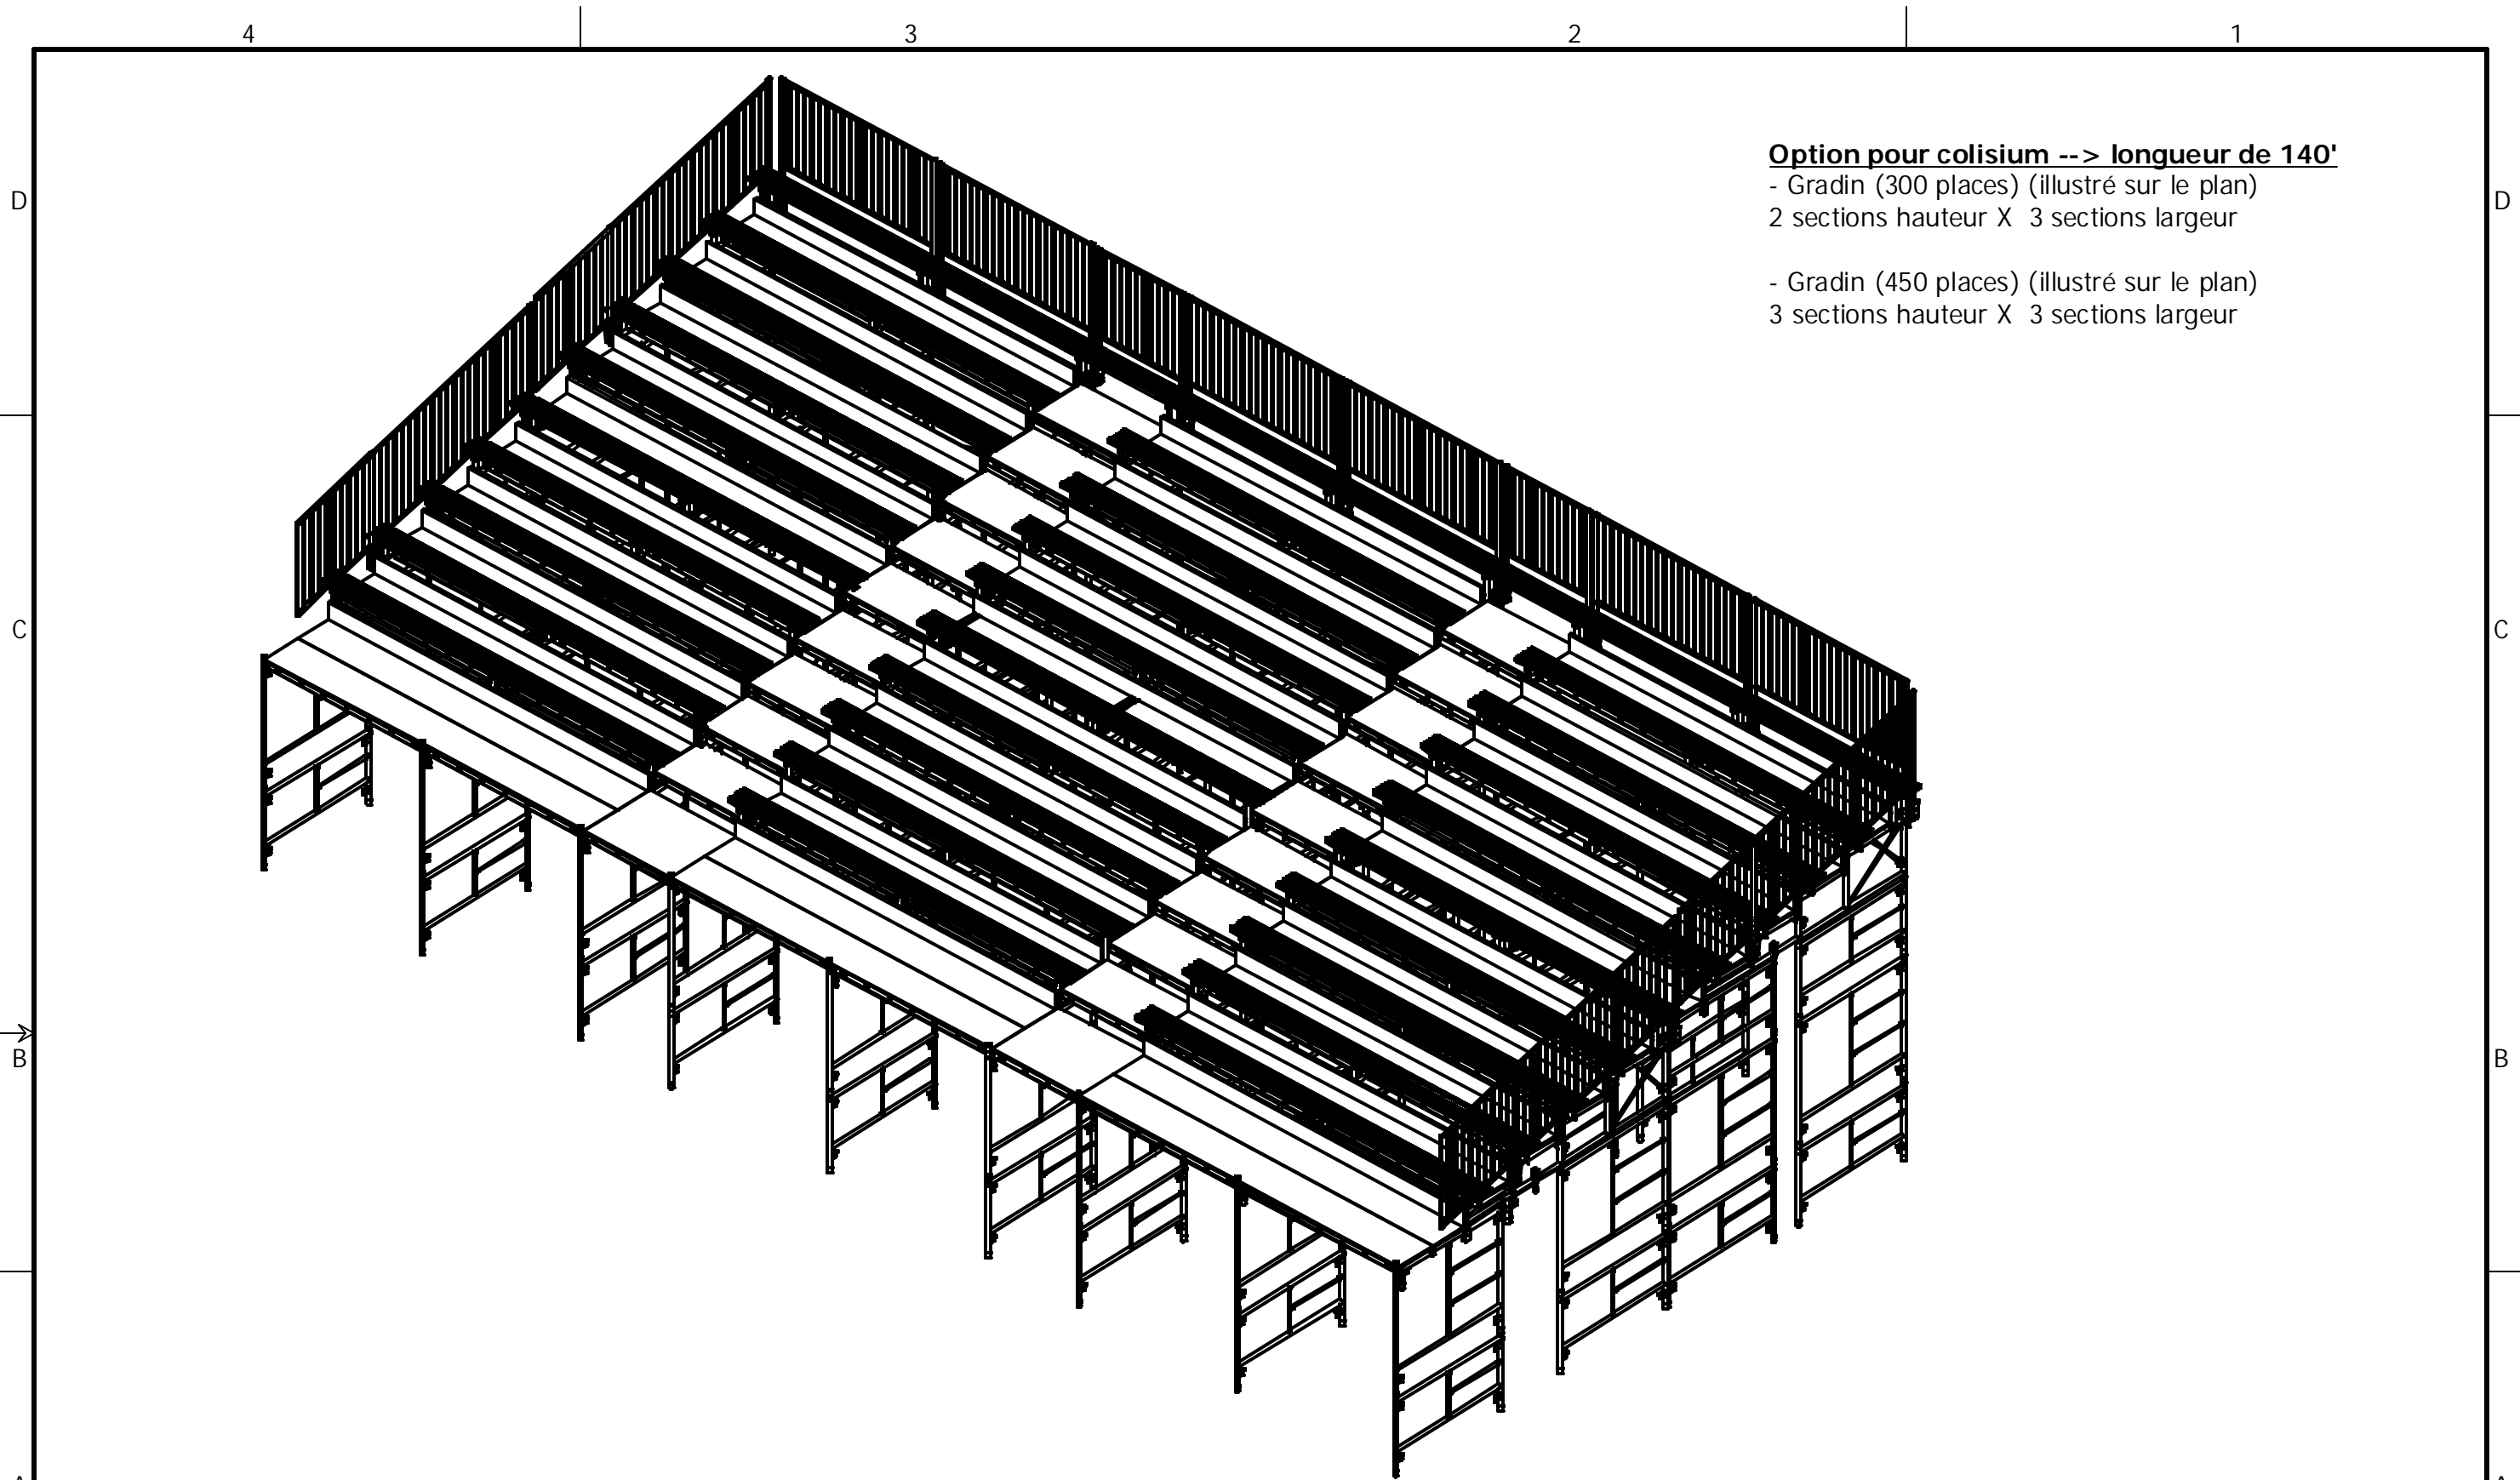 4 3 2 1
Option pour colisium --> longueur de 140'
- Gradin (300 places) (illustré sur le plan)
2 sections hauteur X 3 sections largeur
- Gradin (450 places) (illustré sur le plan)
3 sections hauteur X 3 sections largeur
D D
C C
B B